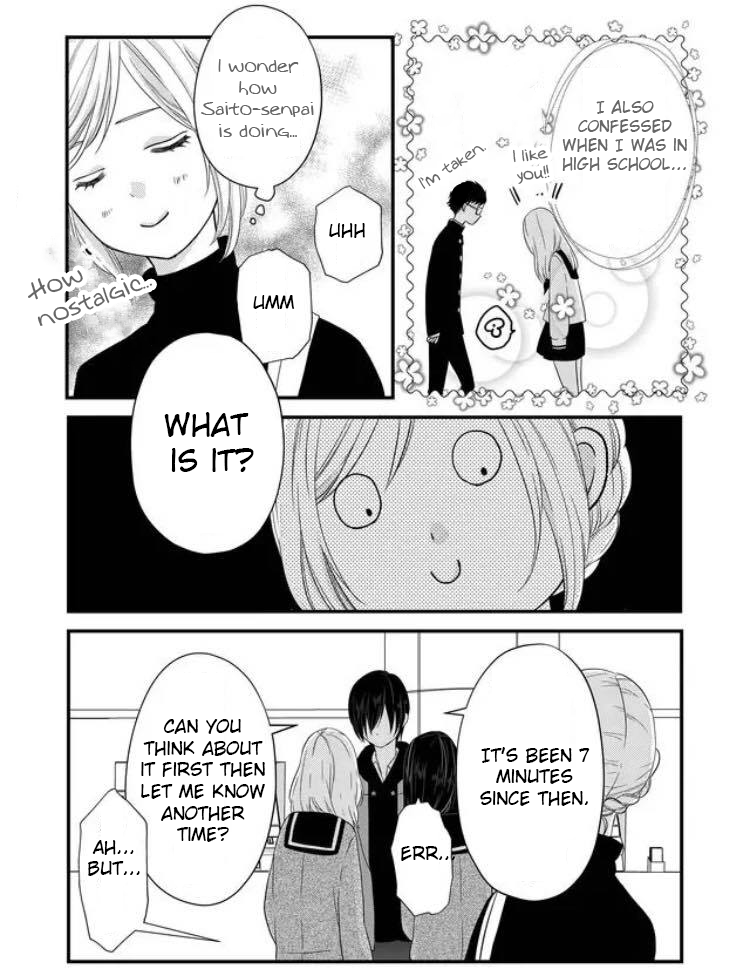 I ALSO
CONFESSED
WHEN I WAS IN
HIGH SCHOOL...
I like
you!!
I'm taken.
I wonder
how
Saito-senpai
is doing...
How
nostalgic...
UHH
UMM
WHAT
IS IT?
IT'S BEEN 7
MINUTES
SINCE THEN.
ERR...
CAN YOU
THINK ABOUT
IT FIRST THEN
LET ME KNOW
ANOTHER
TIME?
AH...
BUT...